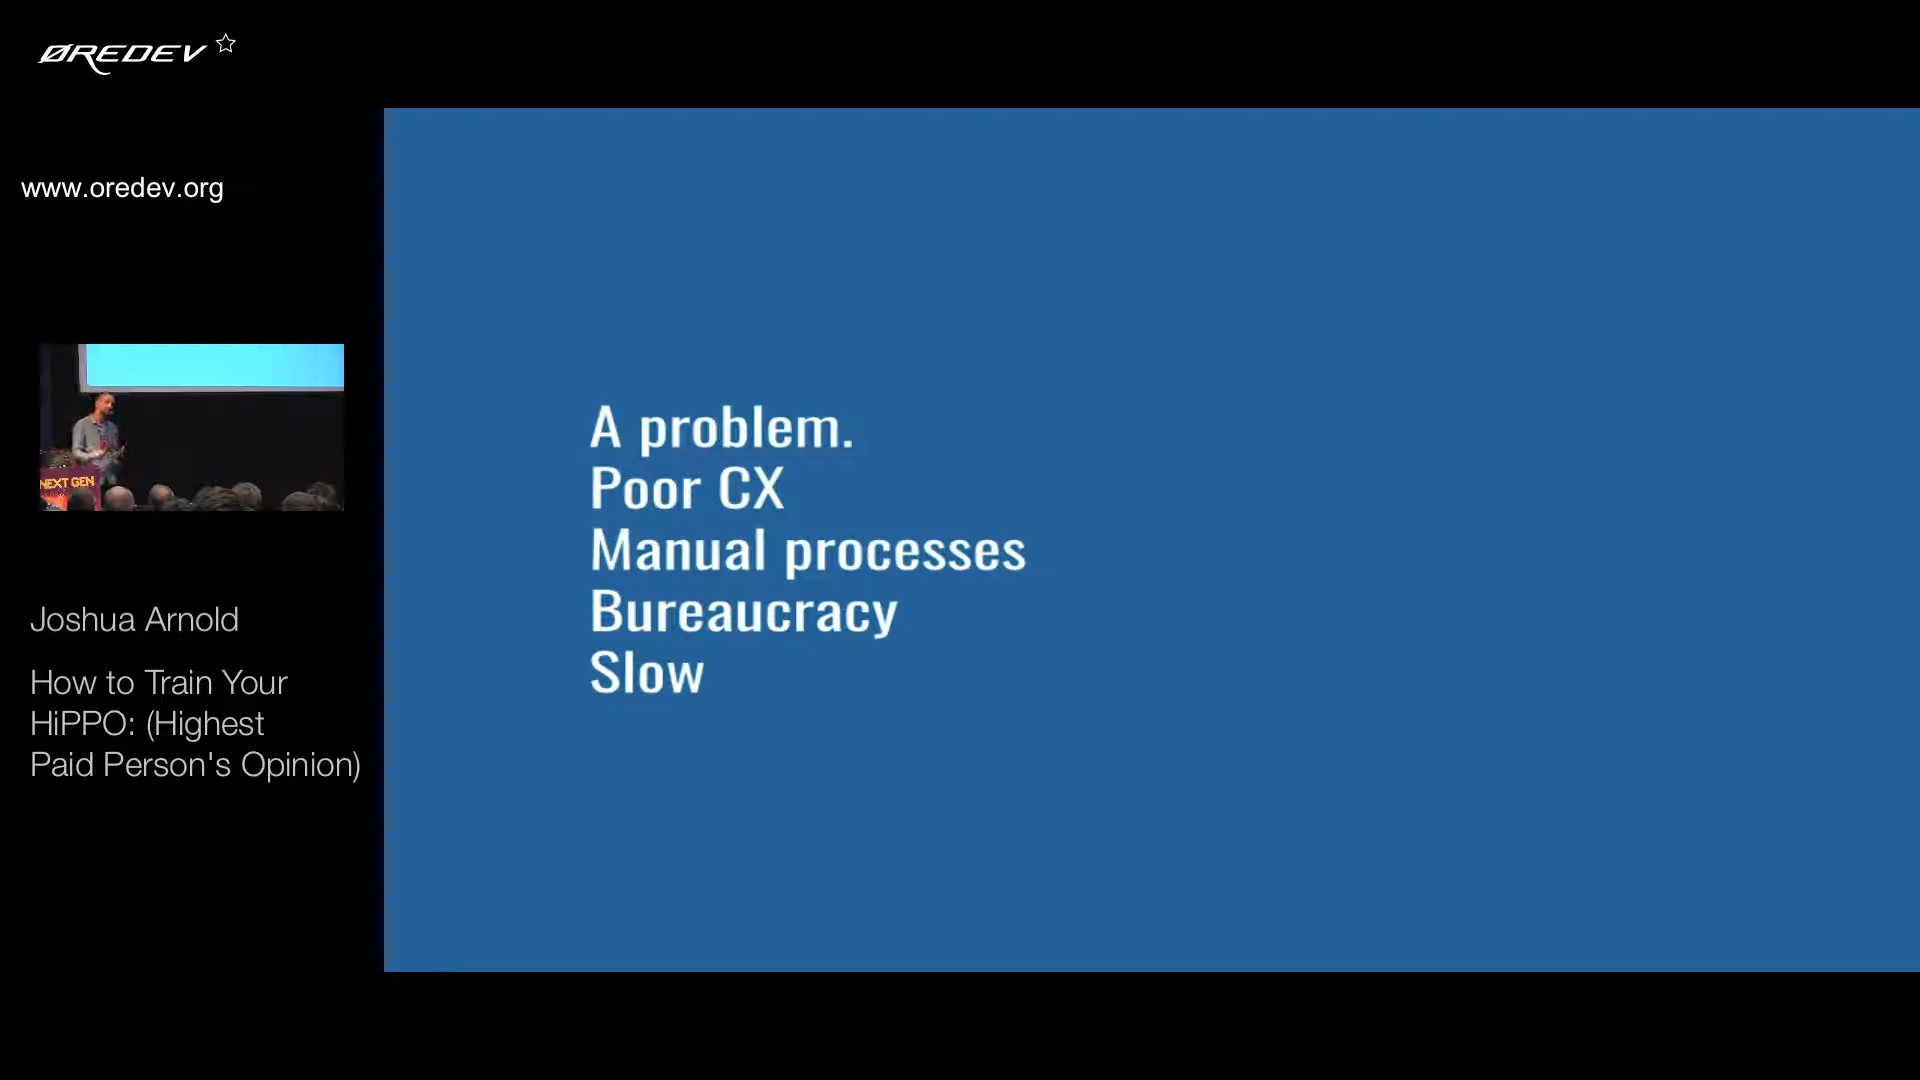 ØREDEV
www.oredev.org
NEXT GEN
Joshua Arnold
How to Train Your
HiPPO: (Highest
Paid Person's Opinion)
A problem.
Poor CX
Manual processes
Bureaucracy
Slow